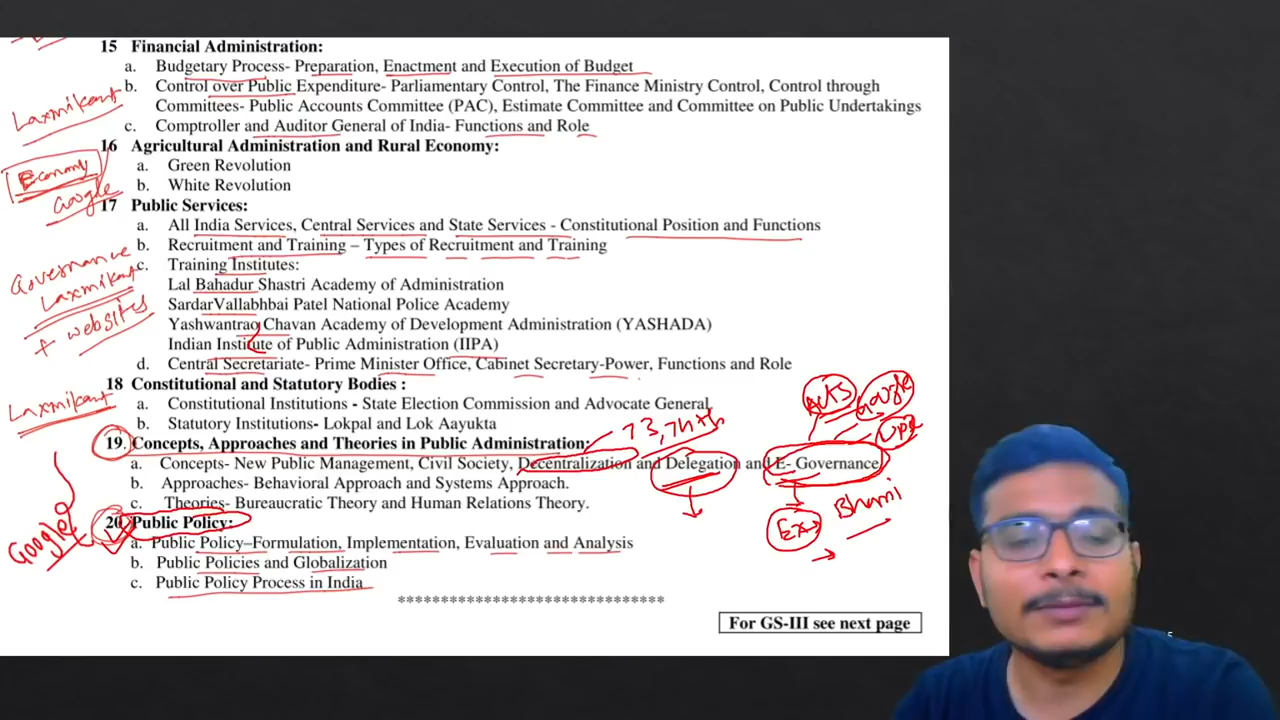 15 Financial Administration:
a. Budgetary Process- Preparation, Enactment and Execution of Budget
b. Control over Public Expenditure- Parliamentary Control, The Finance Ministry Control, Control through
Committees- Public Accounts Committee (PAC), Estimate Committee and Committee on Public Undertakings
c. Comptroller and Auditor General of India- Functions and Role
Laxmikant
16 Agricultural Administration and Rural Economy:
a. Green Revolution
b. White Revolution
Economy
Google
17 Public Services:
a. All India Services, Central Services and State Services - Constitutional Position and Functions
b. Recruitment and Training – Types of Recruitment and Training
c. Training Institutes:
Lal Bahadur Shastri Academy of Administration
SardarVallabhbai Patel National Police Academy
Yashwantrao Chavan Academy of Development Administration (YASHADA)
Indian Institute of Public Administration (IIPA)
d. Central Secretariate- Prime Minister Office, Cabinet Secretary-Power, Functions and Role
Governance
Laxmikant
+ websites
18 Constitutional and Statutory Bodies :
a. Constitutional Institutions - State Election Commission and Advocate General
b. Statutory Institutions- Lokpal and Lok Aayukta
Laxmikant
Acts
Google
73, 74th
19. Concepts, Approaches and Theories in Public Administration:
a. Concepts- New Public Management, Civil Society, Decentralization and Delegation and E- Governance
b. Approaches- Behavioral Approach and Systems Approach.
c. Theories- Bureaucratic Theory and Human Relations Theory.
Ex→
Bhumi
20 Public Policy:
a. Public Policy–Formulation, Implementation, Evaluation and Analysis
b. Public Policies and Globalization
c. Public Policy Process in India
Google
******************************
For GS-III see next page
5